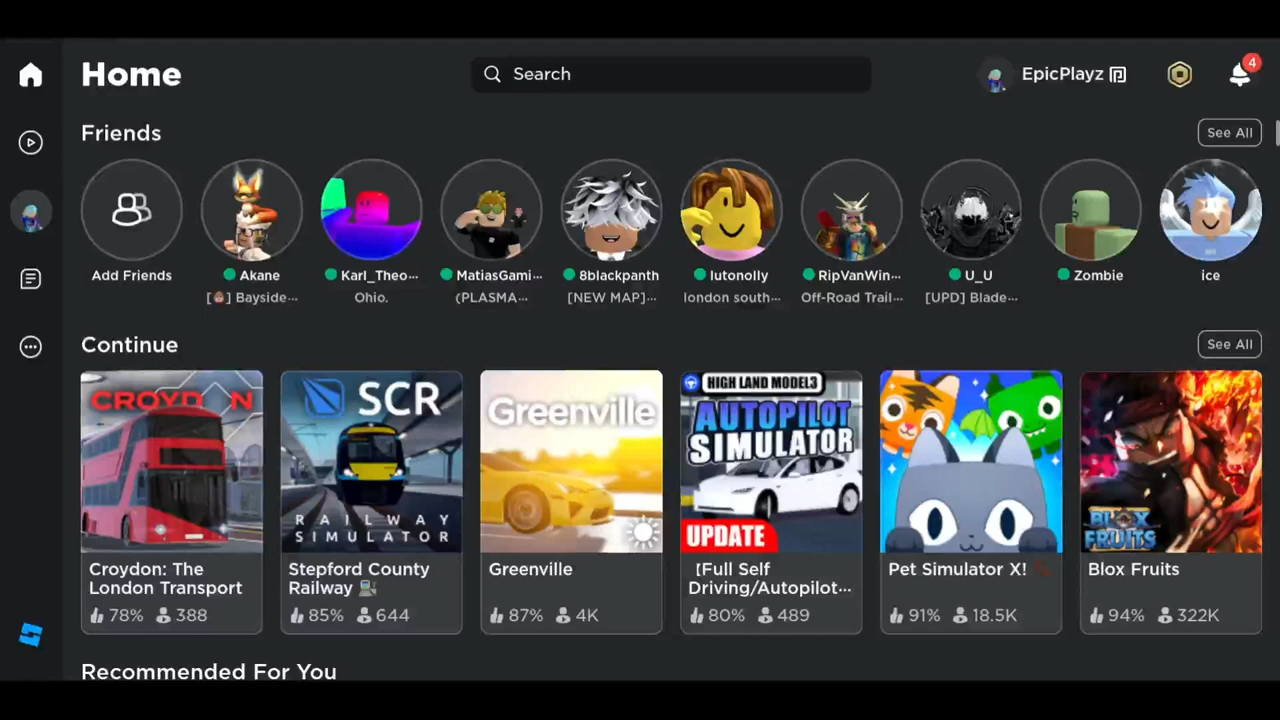 Home
Search
EpicPlayz
4
Friends
See All
Add Friends
Akane
Karl_Theo...
MatiasGami...
8blackpanth
lutonolly
RipVanWin...
U_U
Zombie
ice
[] Bayside...
Ohio.
(PLASMA...
[NEW MAP]...
london south...
Off-Road Trail...
[UPD] Blade...
Continue
See All
CROYDON
SCR
RAILWAY
SIMULATOR
Greenville
HIGH LAND MODEL3
AUTOPILOT
SIMULATOR
UPDATE
BLOX
FRUITS
Croydon: The
London Transport
78% 388
Stepford County
Railway
85% 644
Greenville
87% 4K
[Full Self
Driving/Autopilot...
80% 489
Pet Simulator X!
91% 18.5K
Blox Fruits
94% 322K
Recommended For You